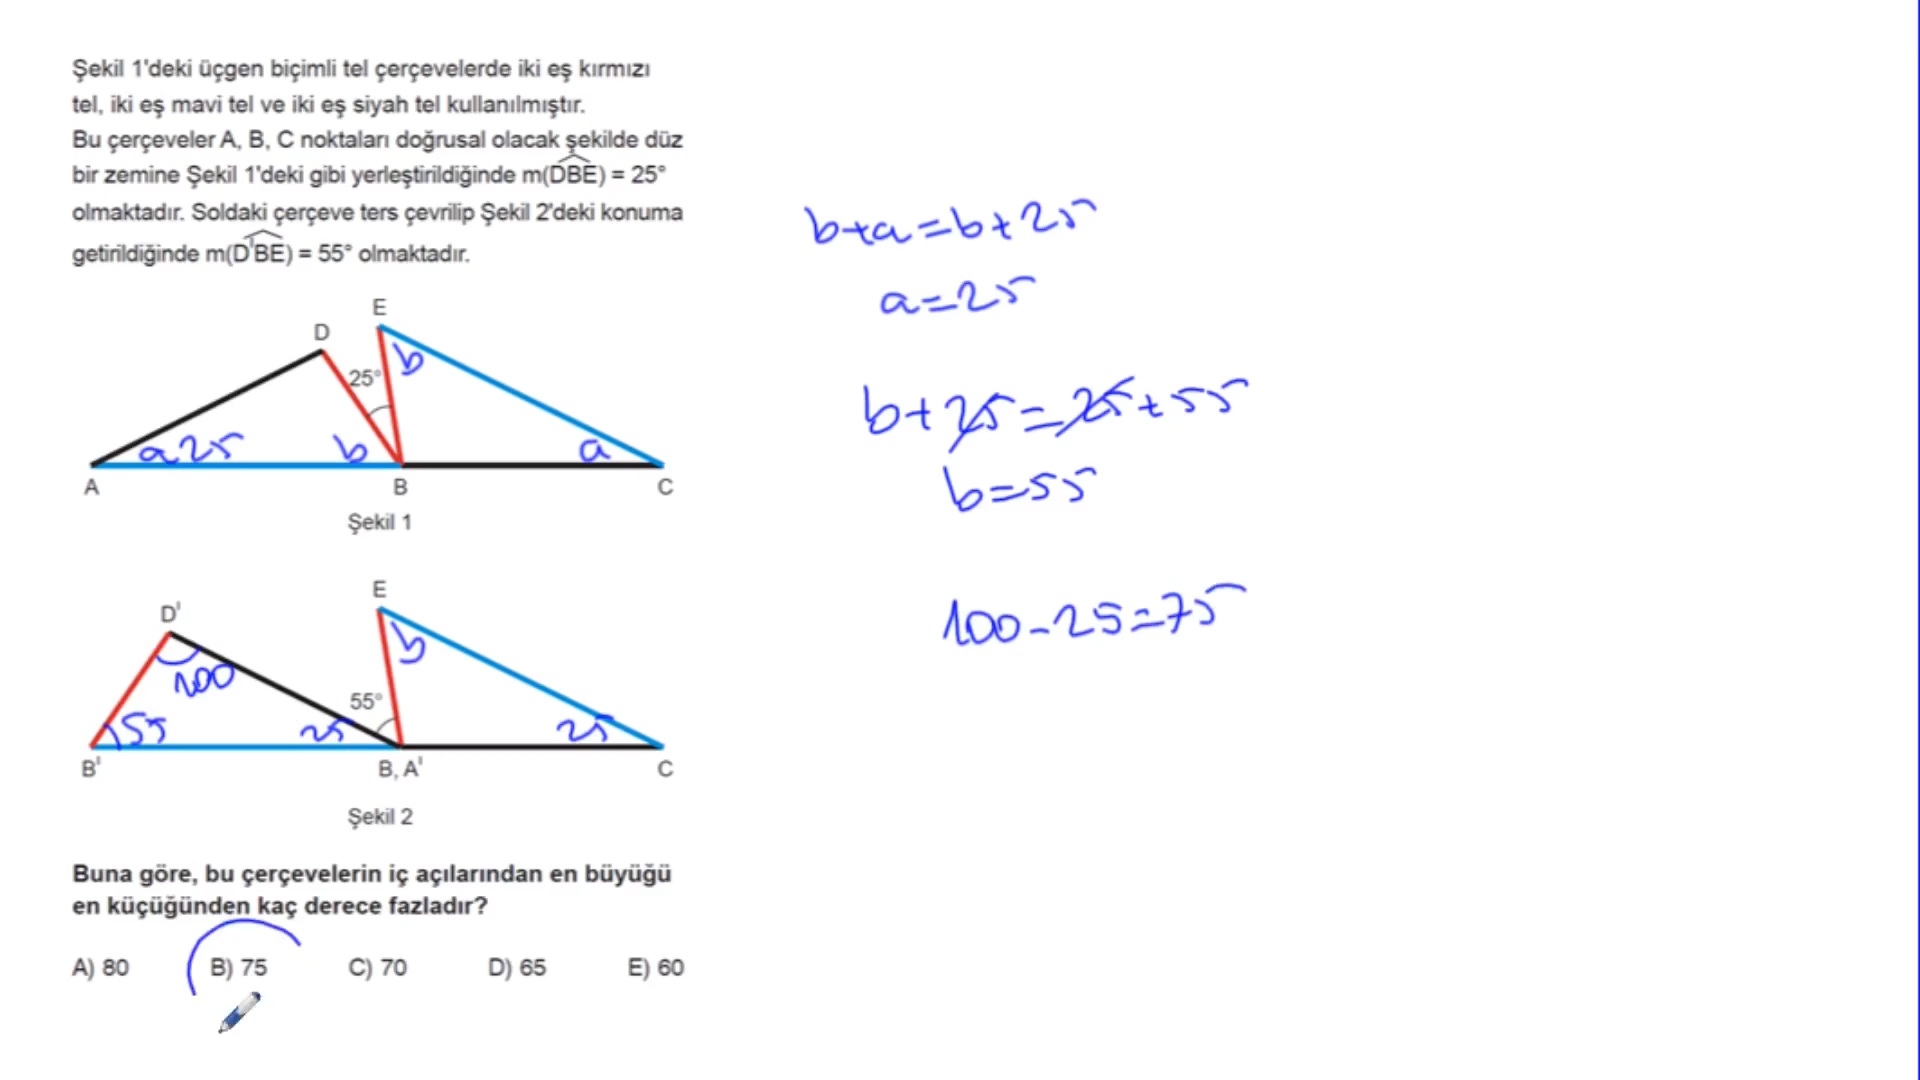 Şekil 1'deki üçgen biçimli tel çerçevelerde iki eş kırmızı
tel, iki eş mavi tel ve iki eş siyah tel kullanılmıştır.
Bu çerçeveler A, B, C noktaları doğrusal olacak şekilde düz
bir zemine Şekil 1'deki gibi yerleştirildiğinde m(DBE) = 25°
olmaktadır. Soldaki çerçeve ters çevrilip Şekil 2'deki konuma
getirildiğinde m(D'BE) = 55° olmaktadır.
b+a=b+25
a=25
b+25=25+55
b=55
100-25=75
E
D
25°
b
a 25
b
a
A
B
C
Şekil 1
E
D'
b
100
55°
55
25
25
B'
B, A'
C
Şekil 2
Buna göre, bu çerçevelerin iç açılarından en büyüğü
en küçüğünden kaç derece fazladır?
A) 80 B) 75 C) 70 D) 65 E) 60